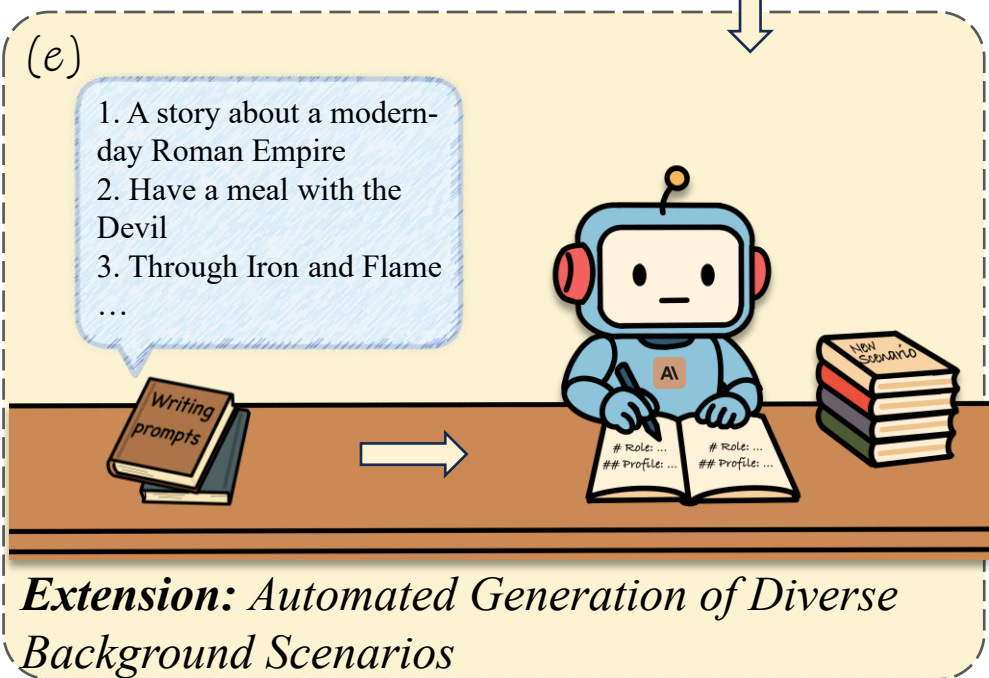 (e)
1. A story about a modern-
day Roman Empire
2. Have a meal with the
Devil
3. Through Iron and Flame
…
Writing
prompts
# Role: ...
## Profile: ...
# Role: ...
## Profile: ...
A\
New
Scenario
Extension: Automated Generation of Diverse
Background Scenarios